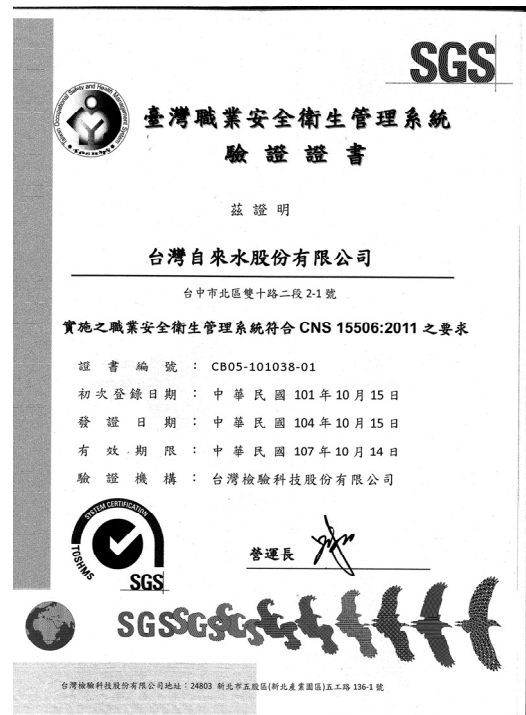 SGS
Taiwan Occupational Safety and Health Management System
TOSHMS
臺灣職業安全衛生管理系統
驗證證書
茲證明
台灣自來水股份有限公司
台中市北區雙十路二段 2-1 號
實施之職業安全衛生管理系統符合 CNS 15506:2011 之要求
證書編號 : CB05-101038-01
初次登錄日期 : 中華民國 101 年 10 月 15 日
發證日期 : 中華民國 104 年 10 月 15 日
有效期限 : 中華民國 107 年 10 月 14 日
驗證機構 : 台灣檢驗科技股份有限公司
SYSTEM CERTIFICATION
TOSHMS
SGS
營運長
SGSSGSGSGS
台灣檢驗科技股份有限公司地址 : 24803 新北市五股區(新北產業園區)五工路 136-1 號